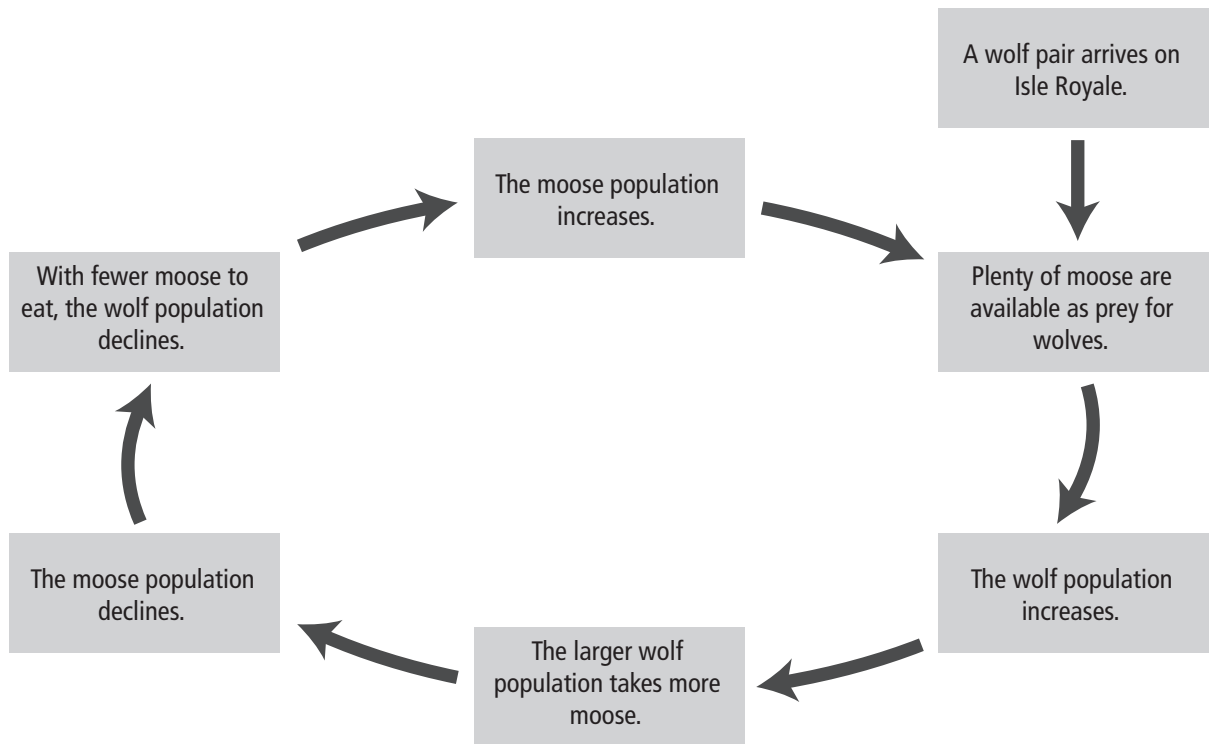 A wolf pair arrives on
Isle Royale.
Plenty of moose are
available as prey for
wolves.
The wolf population
increases.
The larger wolf
population takes more
moose.
The moose population
declines.
With fewer moose to
eat, the wolf population
declines.
The moose population
increases.